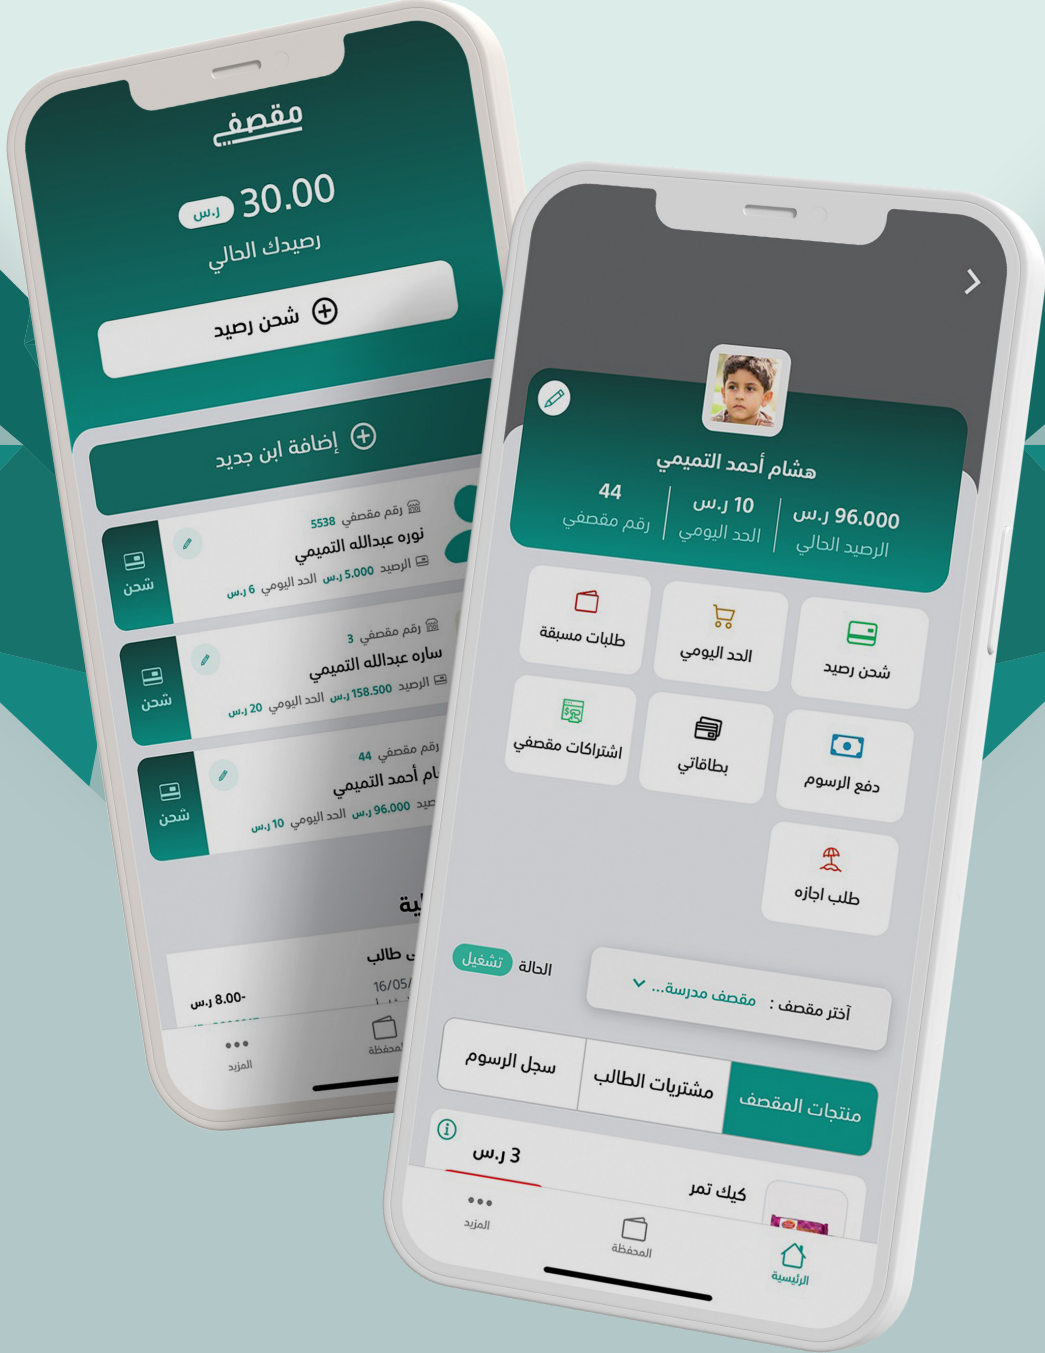 مقصفي
30.00 ر.س
رصيدك الحالي
شحن رصيد
إضافة ابن جديد
رقم مقصفي 5538
نوره عبدالله التميمي
الرصيد 5.000 ر.س الحد اليومي 6 ر.س
شحن
رقم مقصفي 3
ساره عبدالله التميمي
الرصيد 158.500 ر.س الحد اليومي 20 ر.س
شحن
رقم مقصفي 44
أحمد التميمي
96.000 ر.س الحد اليومي 10 ر.س
شحن
طالب
16/05/
-8.00 ر.س
المحفظة
المزيد
هشام أحمد التميمي
96.000 ر.س
الرصيد الحالي
10 ر.س
الحد اليومي
44
رقم مقصفي
شحن رصيد
الحد اليومي
طلبات مسبقة
دفع الرسوم
بطاقاتي
اشتراكات مقصفي
طلب اجازه
أختر مقصف : مقصف مدرسة...
الحالة تشغيل
منتجات المقصف
مشتريات الطالب
سجل الرسوم
كيك تمر
3 ر.س
الرئيسية
المحفظة
المزيد